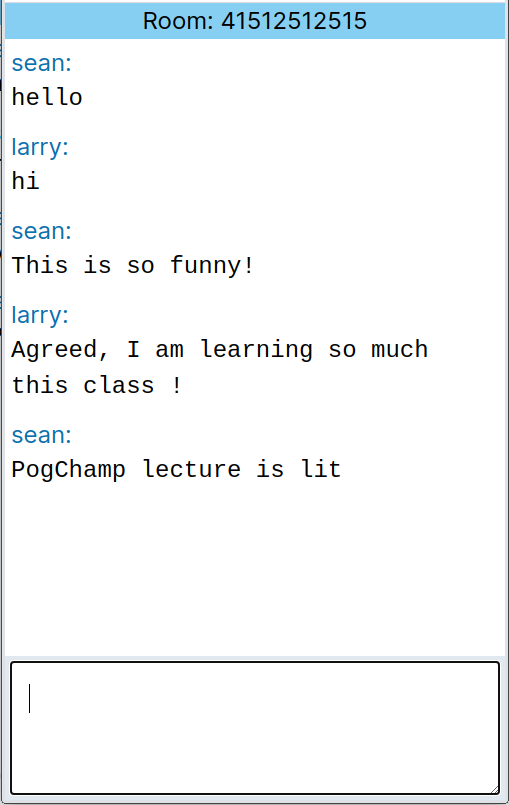 Room: 41512512515
sean:
hello
larry:
hi
sean:
This is so funny!
larry:
Agreed, I am learning so much
this class !
sean:
PogChamp lecture is lit